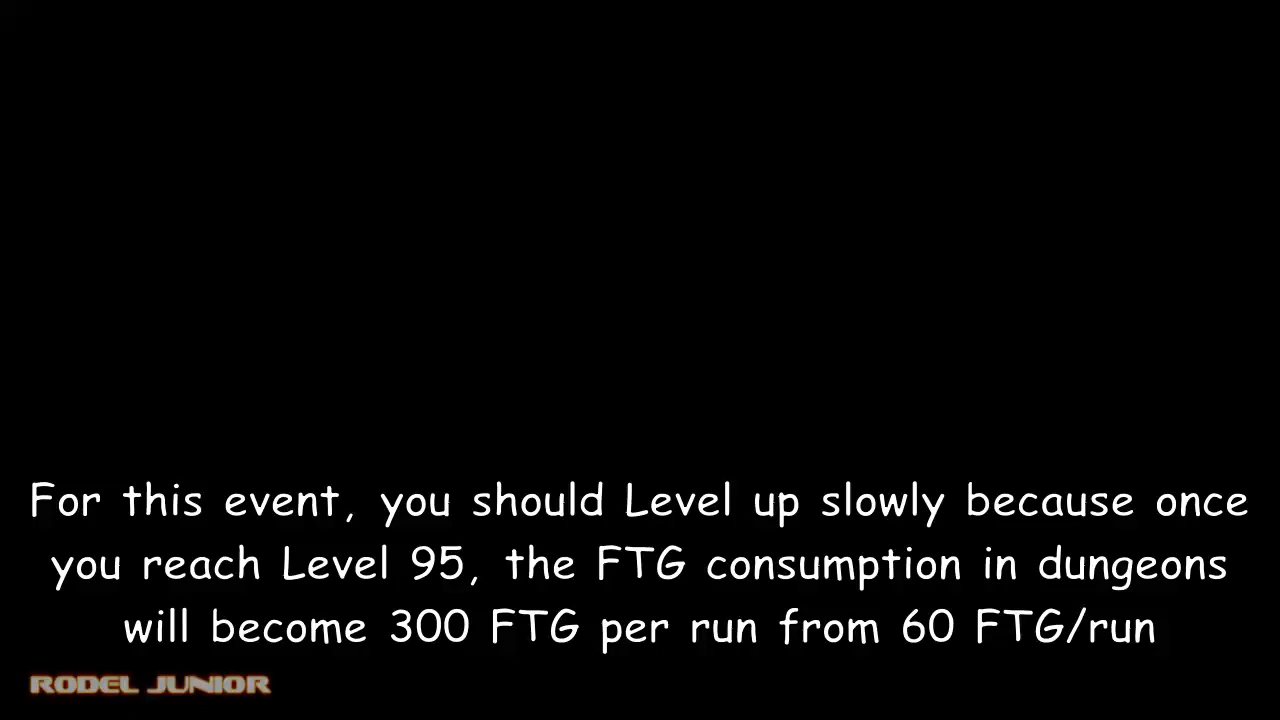 For this event, you should Level up slowly because once
you reach Level 95, the FTG consumption in dungeons
will become 300 FTG per run from 60 FTG/run
RODEL JUNIOR